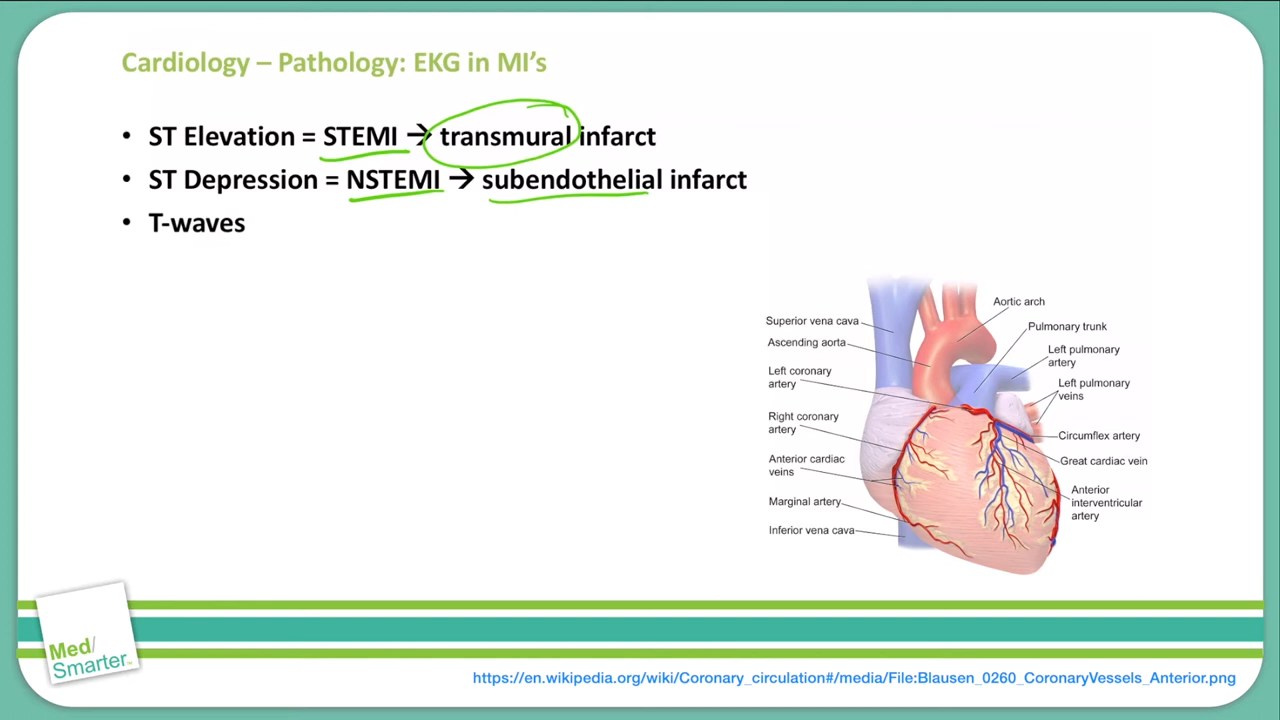 Cardiology – Pathology: EKG in MI's
• ST Elevation = STEMI → transmural infarct
• ST Depression = NSTEMI → subendothelial infarct
• T-waves
Aortic arch
Superior vena cava
Pulmonary trunk
Ascending aorta
Left pulmonary
artery
Left coronary
artery
Left pulmonary
veins
Right coronary
artery
Circumflex artery
Anterior cardiac
veins
Great cardiac vein
Anterior
interventricular
artery
Marginal artery
Inferior vena cava
Med/
Smarter™
https://en.wikipedia.org/wiki/Coronary_circulation#/media/File:Blausen_0260_CoronaryVessels_Anterior.png